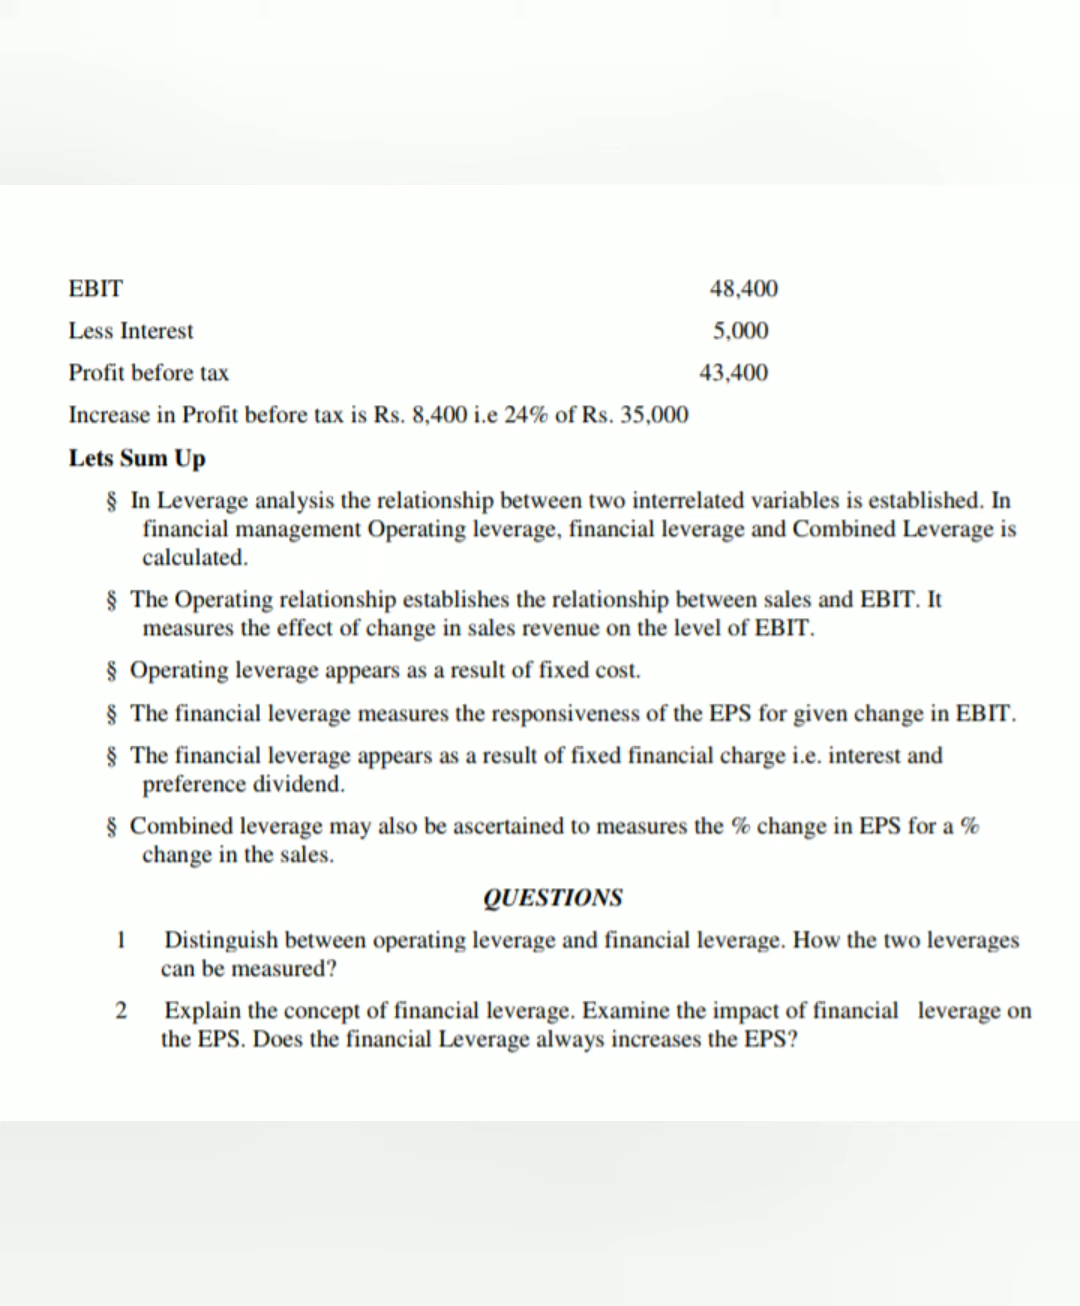 EBIT 48,400
Less Interest 5,000
Profit before tax 43,400
Increase in Profit before tax is Rs. 8,400 i.e 24% of Rs. 35,000
Lets Sum Up
§ In Leverage analysis the relationship between two interrelated variables is established. In
financial management Operating leverage, financial leverage and Combined Leverage is
calculated.
§ The Operating relationship establishes the relationship between sales and EBIT. It
measures the effect of change in sales revenue on the level of EBIT.
§ Operating leverage appears as a result of fixed cost.
§ The financial leverage measures the responsiveness of the EPS for given change in EBIT.
§ The financial leverage appears as a result of fixed financial charge i.e. interest and
preference dividend.
§ Combined leverage may also be ascertained to measures the % change in EPS for a %
change in the sales.
QUESTIONS
1 Distinguish between operating leverage and financial leverage. How the two leverages
can be measured?
2 Explain the concept of financial leverage. Examine the impact of financial leverage on
the EPS. Does the financial Leverage always increases the EPS?